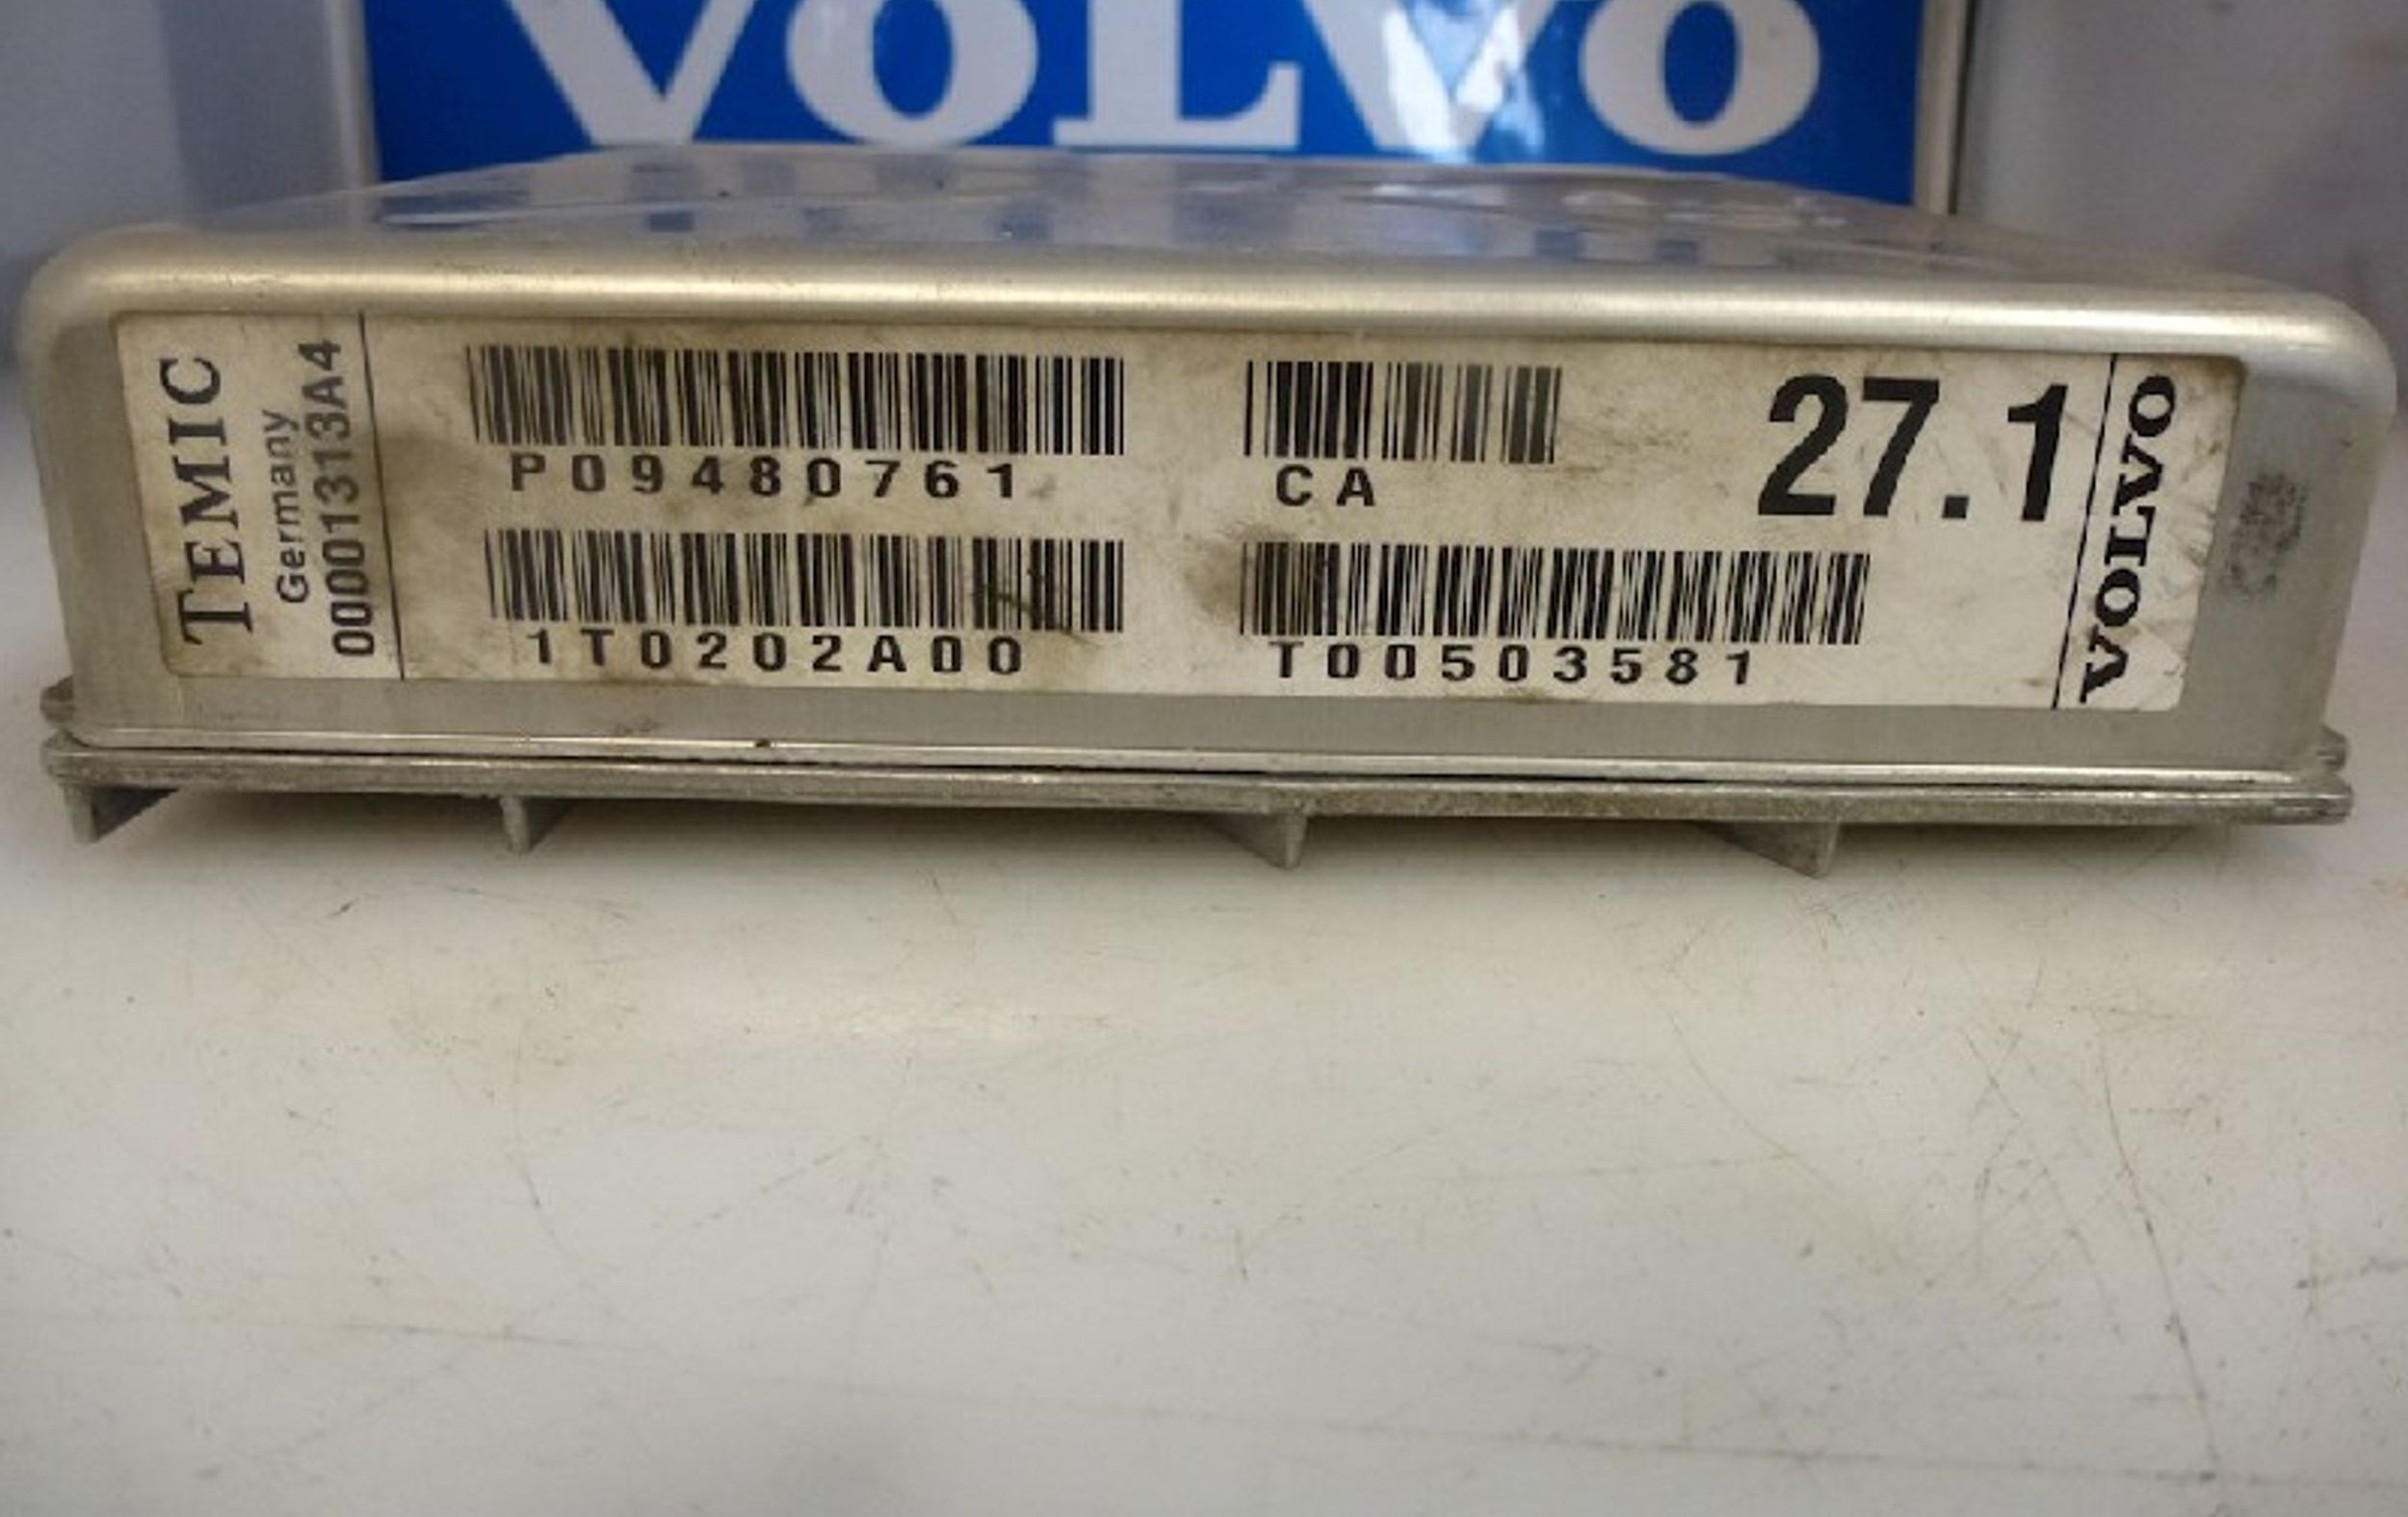 VOLVO
TEMIC
Germany
00001313A4
P09480761
CA
27.1
1T0202A00
T00503581
VOLVO